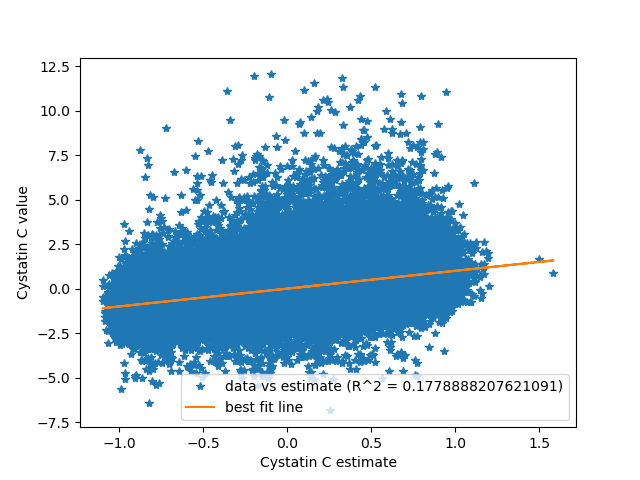 12.5
10.0
7.5
5.0
2.5
0.0
−2.5
−5.0
−7.5
Cystatin C value
data vs estimate (R^2 = 0.1778888207621091)
best fit line
−1.0 −0.5 0.0 0.5 1.0 1.5
Cystatin C estimate